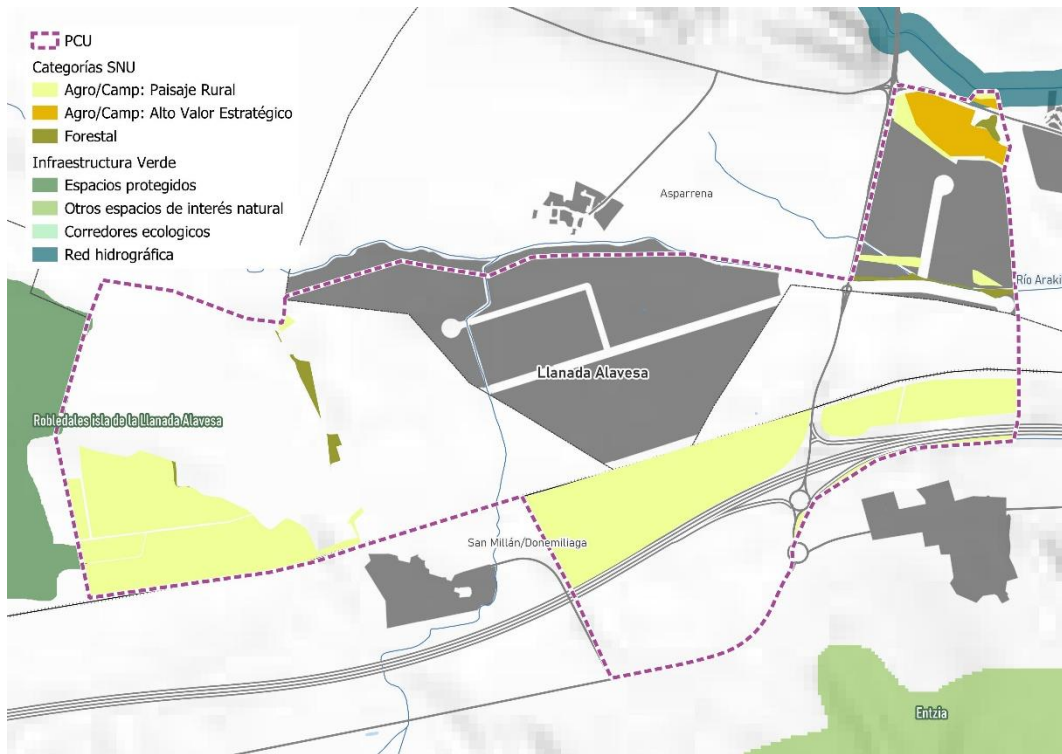 PCU
Categorías SNU
Agro/Camp: Paisaje Rural
Agro/Camp: Alto Valor Estratégico
Forestal
Infraestructura Verde
Espacios protegidos
Otros espacios de interés natural
Corredores ecologicos
Red hidrográfica
Asparrena
Río Araki
Llanada Alavesa
Robledales isla de la Llanada Alavesa
San Millán/Donemiliaga
Entzia